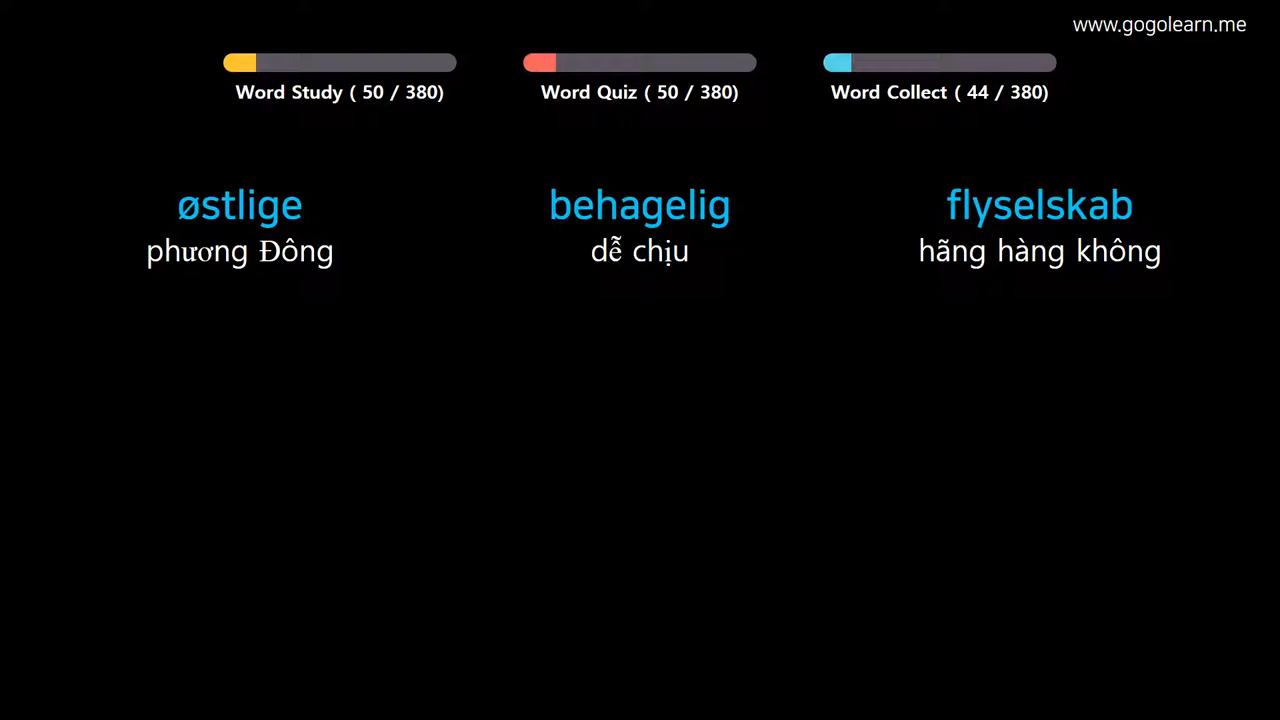 www.gogolearn.me
Word Study ( 50 / 380)
Word Quiz ( 50 / 380)
Word Collect ( 44 / 380)
østlige
phương Đông
behagelig
dễ chịu
flyselskab
hãng hàng không